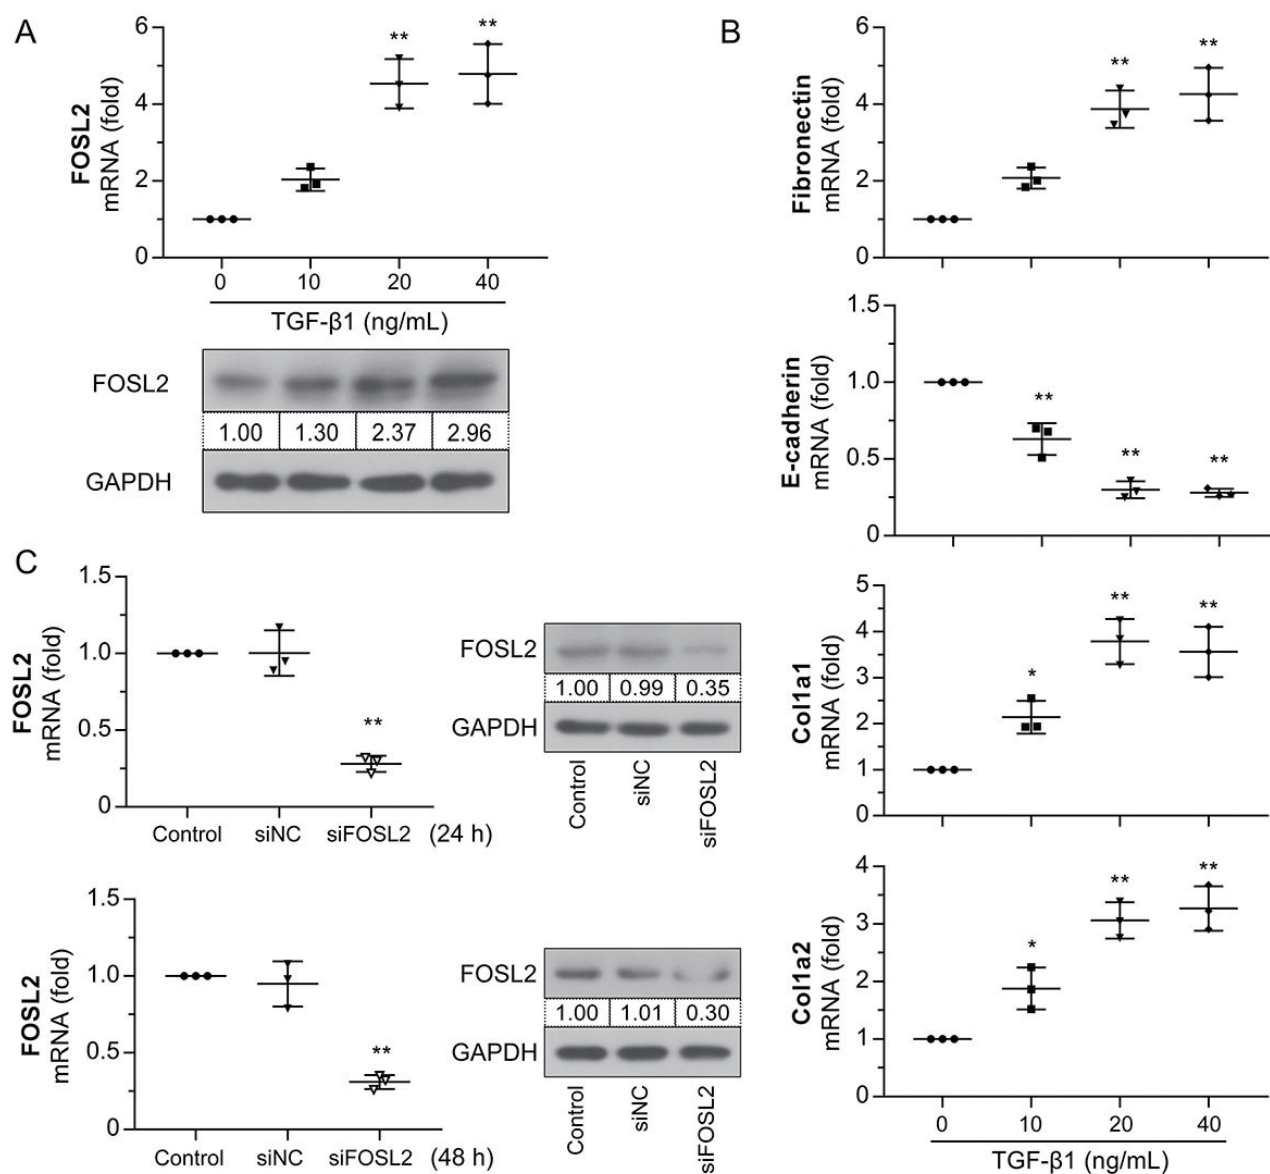 A
6
4
2
0
FOSL2
mRNA (fold)
**
**
0
10
20
40
TGF-β1 (ng/mL)
FOSL2
1.00
1.30
2.37
2.96
GAPDH
B
6
4
2
0
Fibronectin
mRNA (fold)
**
**
1.5
1.0
0.5
0
E-cadherin
mRNA (fold)
**
**
**
5
4
3
2
1
0
Col1a1
mRNA (fold)
*
**
**
4
3
2
1
0
Col1a2
mRNA (fold)
*
**
**
0
10
20
40
TGF-β1 (ng/mL)
C
1.5
1.0
0.5
0
FOSL2
mRNA (fold)
**
Control
siNC
siFOSL2
(24 h)
FOSL2
1.00
0.99
0.35
GAPDH
Control
siNC
siFOSL2
1.5
1.0
0.5
0
FOSL2
mRNA (fold)
**
Control
siNC
siFOSL2
(48 h)
FOSL2
1.00
1.01
0.30
GAPDH
Control
siNC
siFOSL2